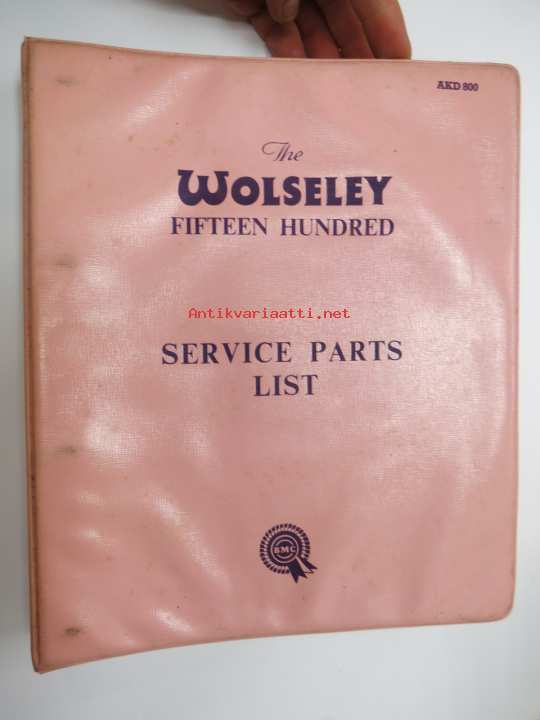 AKD 800
The
WOLSELEY
FIFTEEN HUNDRED
Antikvariaatti.net
SERVICE PARTS
LIST
BMC